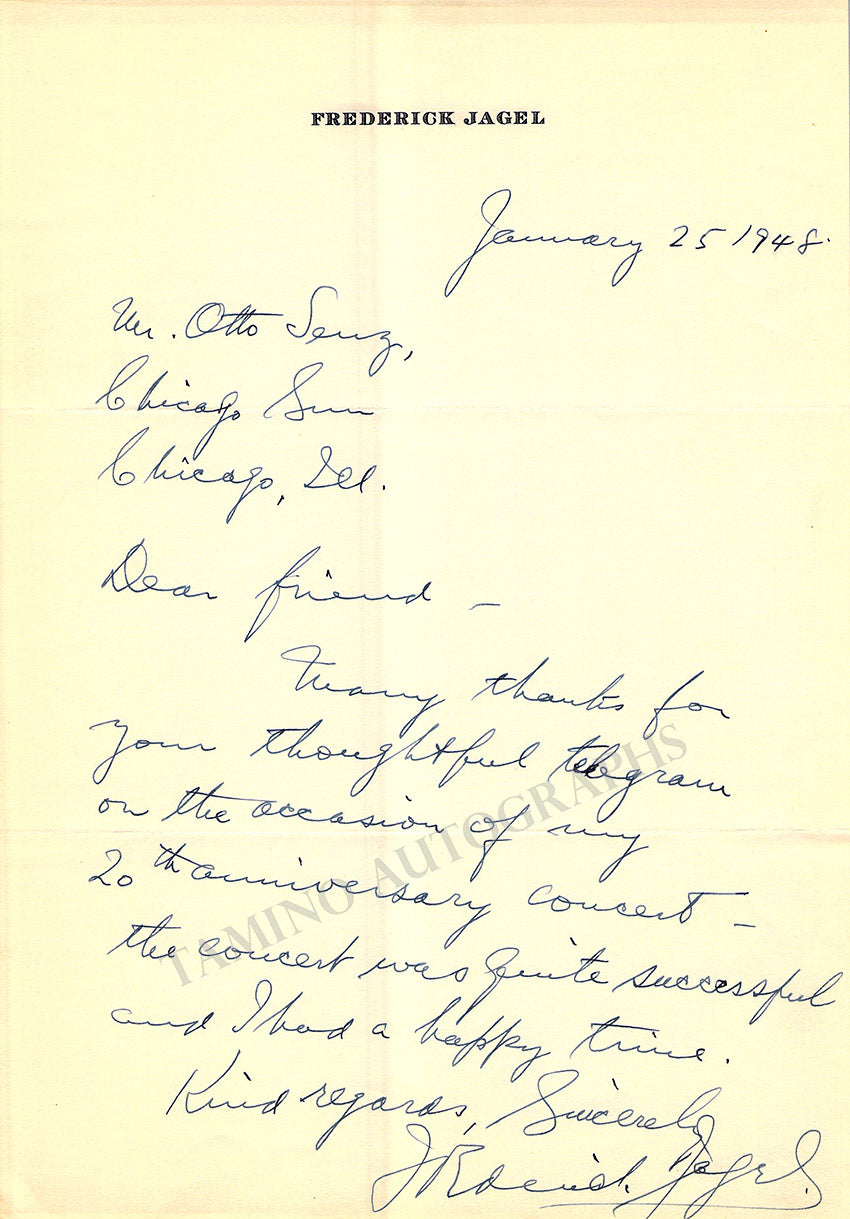 FREDERICK JAGEL
January 25 1948.
Mr. Otto Senz,
Chicago Sun
Chicago, Ill.
Dear friend –
Many thanks for
your thoughtful telegram
on the occasion of my
20th anniversary concert –
the concert was quite successful
and I had a happy time.
Kind regards, Sincerely
Frederick Jagel.
TAMINO AUTOGRAPHS